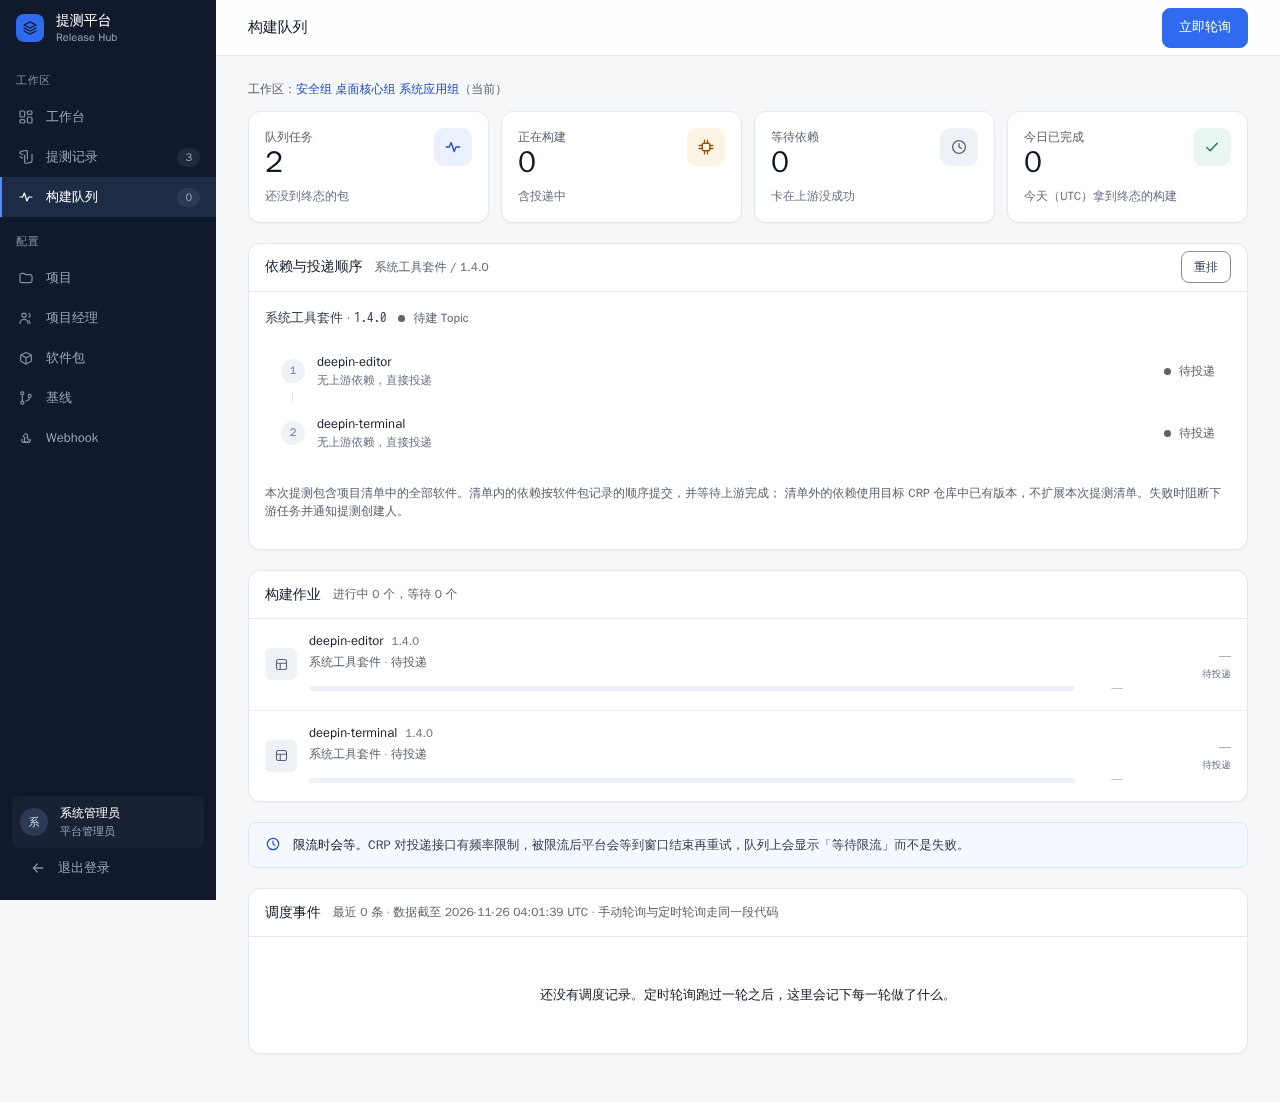 提测平台
Release Hub
工作区
工作台
提测记录 3
构建队列 0
配置
项目
项目经理
软件包
基线
Webhook
系 系统管理员
平台管理员
退出登录
构建队列
立即轮询
工作区：安全组 桌面核心组 系统应用组（当前）
队列任务
2
还没到终态的包
正在构建
0
含投递中
等待依赖
0
卡在上游没成功
今日已完成
0
今天（UTC）拿到终态的构建
依赖与投递顺序 系统工具套件 / 1.4.0 重排
系统工具套件 · 1.4.0 待建 Topic
1 deepin-editor
无上游依赖，直接投递
待投递
2 deepin-terminal
无上游依赖，直接投递
待投递
本次提测包含项目清单中的全部软件。清单内的依赖按软件包记录的顺序提交，并等待上游完成； 清单外的依赖使用目标 CRP 仓库中已有版本，不扩展本次提测清单。失败时阻断下
游任务并通知提测创建人。
构建作业 进行中 0 个，等待 0 个
deepin-editor 1.4.0
系统工具套件 · 待投递
—
—
待投递
deepin-terminal 1.4.0
系统工具套件 · 待投递
—
—
待投递
限流时会等。CRP 对投递接口有频率限制，被限流后平台会等到窗口结束再重试，队列上会显示「等待限流」而不是失败。
调度事件 最近 0 条 · 数据截至 2026-11-26 04:01:39 UTC · 手动轮询与定时轮询走同一段代码
还没有调度记录。定时轮询跑过一轮之后，这里会记下每一轮做了什么。